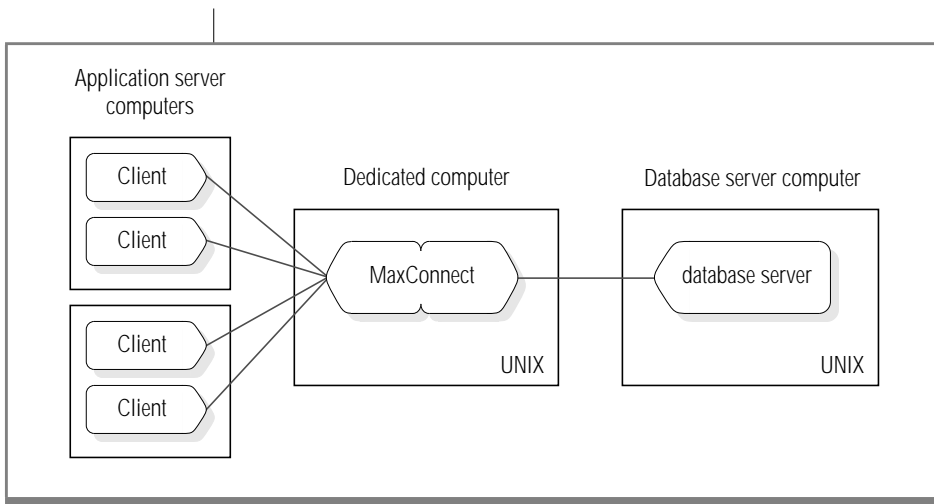 Application server
computers
Client
Client
Client
Client
Dedicated computer
MaxConnect
UNIX
Database server computer
database server
UNIX